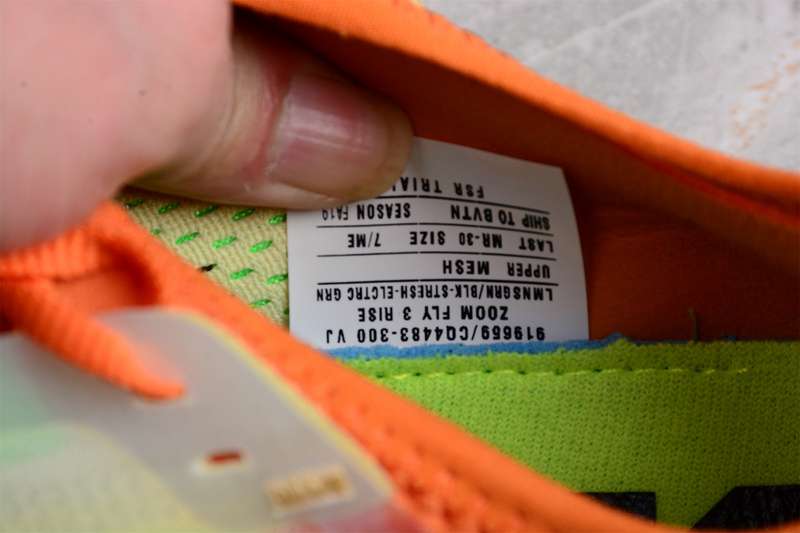 919659/CQ4483-300 VJ
ZOOM FLY 3 RISE
LMNSGRN/BLK-STRESH-ELCTRC GRN
UPPER MESH
LAST MR-30 SIZE 7/ME
SHIP TO BVTN SEASON FA19
FSR TRIAL